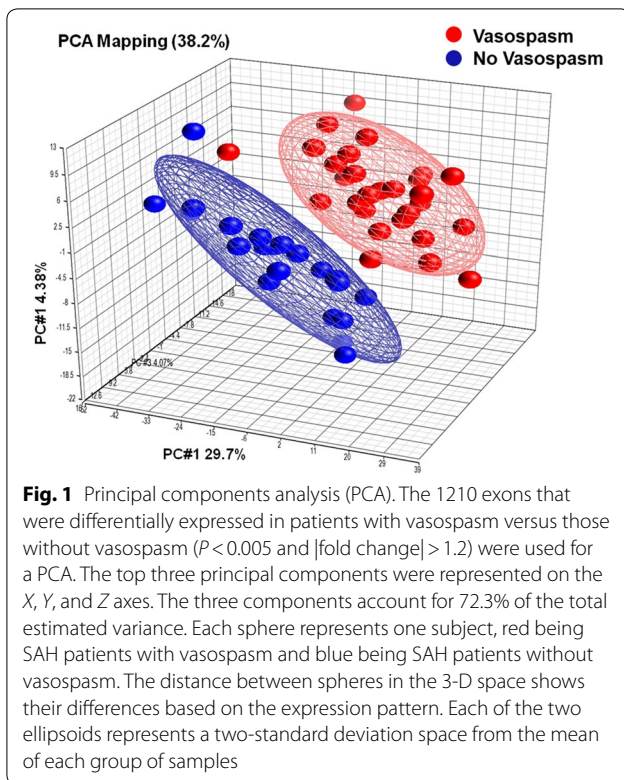 PCA Mapping (38.2%)
Vasospasm
No Vasospasm
13
9.5
6
2.5
-1
-4.5
-8
-11.5
-15
-18.5
-22
PC#1 4.38%
PC #3 4.07%
-42
-33
-24
-15
-6
2
11
20
29
39
PC#1 29.7%
Fig. 1 Principal components analysis (PCA). The 1210 exons that
were differentially expressed in patients with vasospasm versus those
without vasospasm (P < 0.005 and |fold change| > 1.2) were used for
a PCA. The top three principal components were represented on the
X, Y, and Z axes. The three components account for 72.3% of the total
estimated variance. Each sphere represents one subject, red being
SAH patients with vasospasm and blue being SAH patients without
vasospasm. The distance between spheres in the 3-D space shows
their differences based on the expression pattern. Each of the two
ellipsoids represents a two-standard deviation space from the mean
of each group of samples